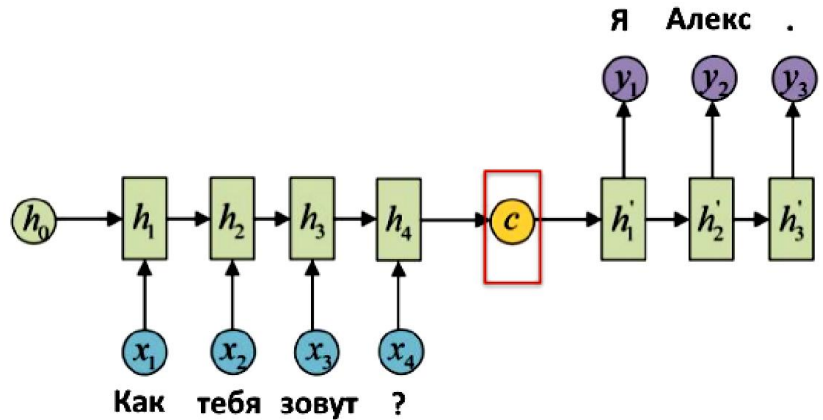 Я Алекс .
y₁ y₂ y₃
h₀ h₁ h₂ h₃ h₄ c h'₁ h'₂ h'₃
x₁ x₂ x₃ x₄
Как тебя зовут ?